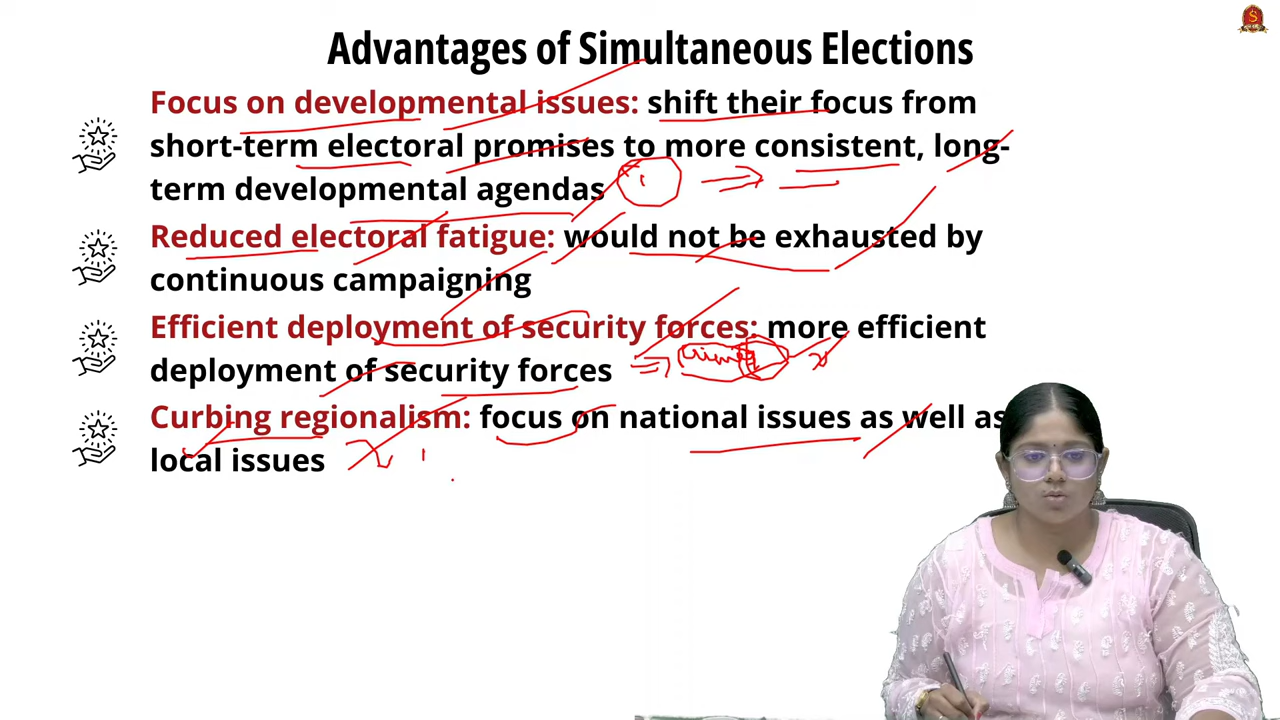 Advantages of Simultaneous Elections
Focus on developmental issues: shift their focus from
short-term electoral promises to more consistent, long-
term developmental agendas
Reduced electoral fatigue: would not be exhausted by
continuous campaigning
Efficient deployment of security forces: more efficient
deployment of security forces
Curbing regionalism: focus on national issues as well as
local issues